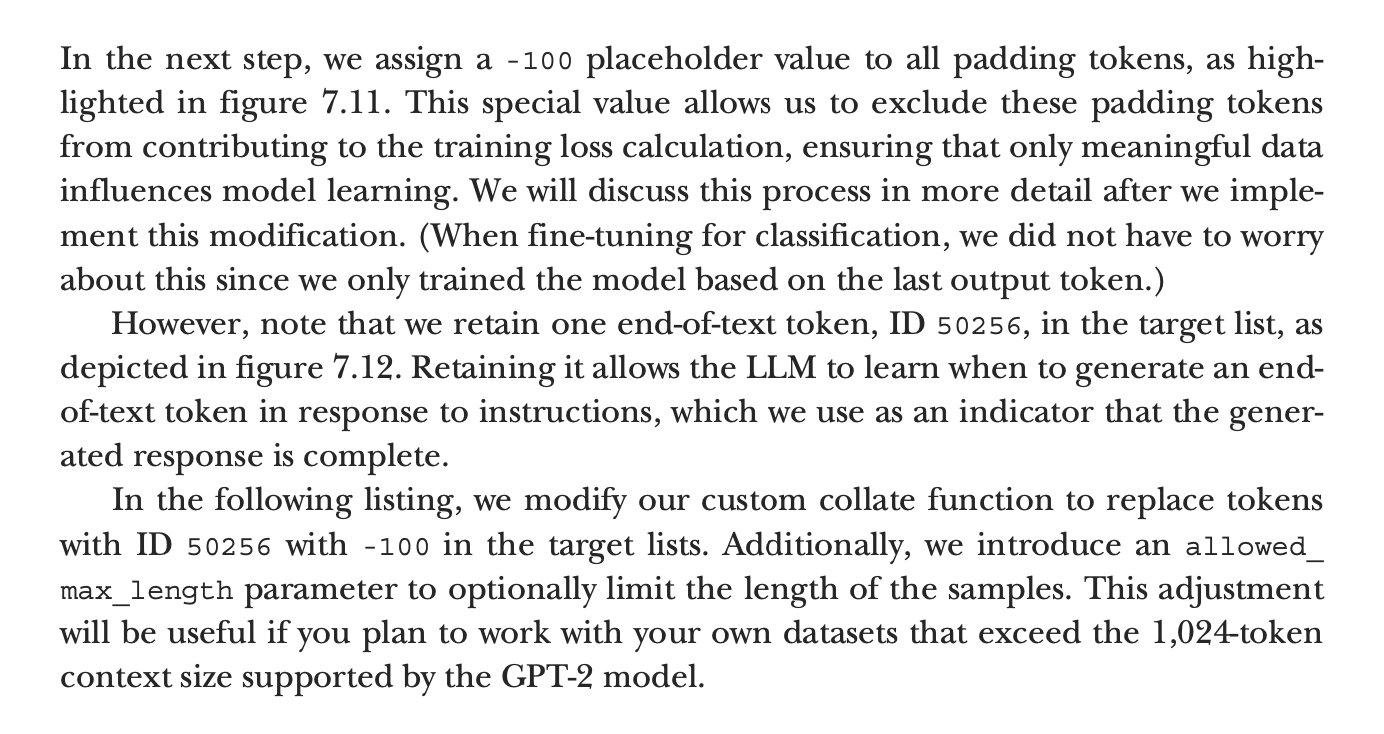 In the next step, we assign a -100 placeholder value to all padding tokens, as high-
lighted in figure 7.11. This special value allows us to exclude these padding tokens
from contributing to the training loss calculation, ensuring that only meaningful data
influences model learning. We will discuss this process in more detail after we imple-
ment this modification. (When fine-tuning for classification, we did not have to worry
about this since we only trained the model based on the last output token.)
However, note that we retain one end-of-text token, ID 50256, in the target list, as
depicted in figure 7.12. Retaining it allows the LLM to learn when to generate an end-
of-text token in response to instructions, which we use as an indicator that the gener-
ated response is complete.
In the following listing, we modify our custom collate function to replace tokens
with ID 50256 with -100 in the target lists. Additionally, we introduce an allowed_
max_length parameter to optionally limit the length of the samples. This adjustment
will be useful if you plan to work with your own datasets that exceed the 1,024-token
context size supported by the GPT-2 model.